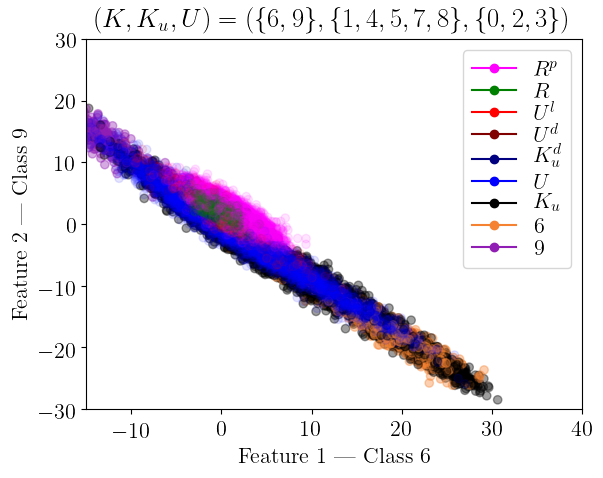 (K, K_u, U) = ({6, 9}, {1, 4, 5, 7, 8}, {0, 2, 3})
30
20
10
0
−10
−20
−30
Feature 2 — Class 9
R^p
R
U^l
U^d
K_u^d
U
K_u
6
9
−10
0
10
20
30
40
Feature 1 — Class 6